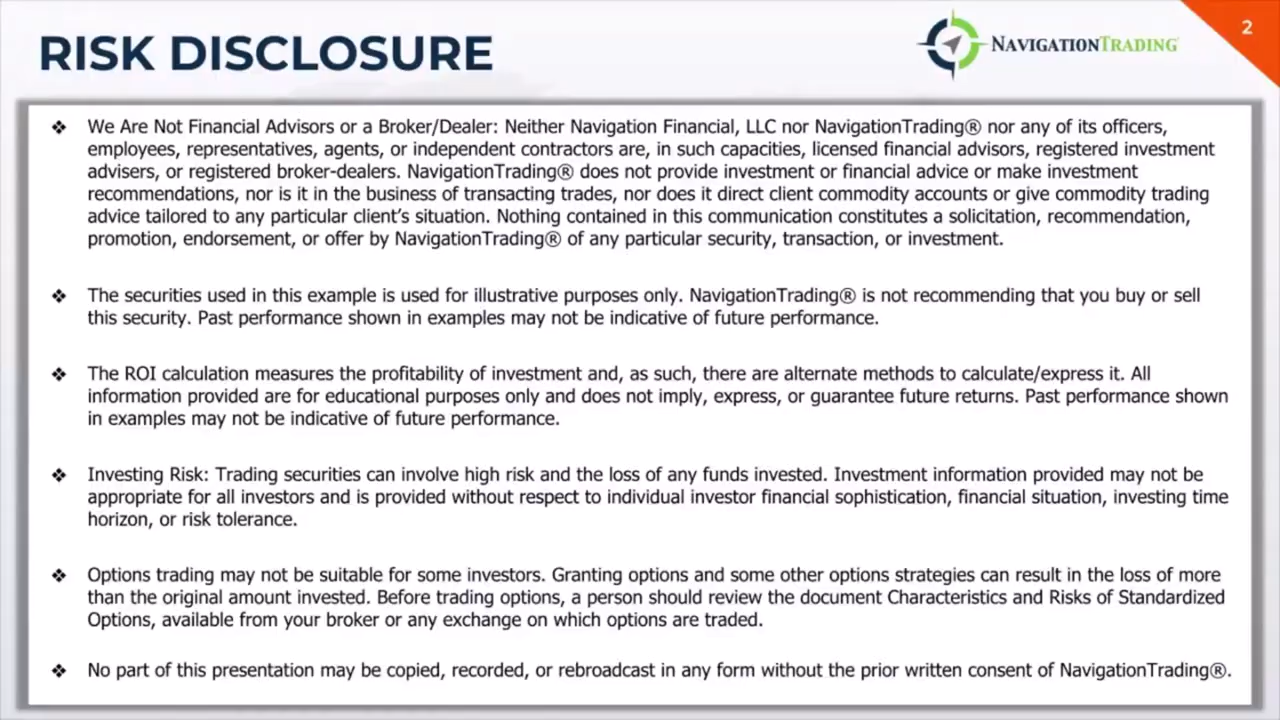 RISK DISCLOSURE
NAVIGATIONTRADING
2
❖ We Are Not Financial Advisors or a Broker/Dealer: Neither Navigation Financial, LLC nor NavigationTrading® nor any of its officers,
employees, representatives, agents, or independent contractors are, in such capacities, licensed financial advisors, registered investment
advisers, or registered broker-dealers. NavigationTrading® does not provide investment or financial advice or make investment
recommendations, nor is it in the business of transacting trades, nor does it direct client commodity accounts or give commodity trading
advice tailored to any particular client's situation. Nothing contained in this communication constitutes a solicitation, recommendation,
promotion, endorsement, or offer by NavigationTrading® of any particular security, transaction, or investment.
❖ The securities used in this example is used for illustrative purposes only. NavigationTrading® is not recommending that you buy or sell
this security. Past performance shown in examples may not be indicative of future performance.
❖ The ROI calculation measures the profitability of investment and, as such, there are alternate methods to calculate/express it. All
information provided are for educational purposes only and does not imply, express, or guarantee future returns. Past performance shown
in examples may not be indicative of future performance.
❖ Investing Risk: Trading securities can involve high risk and the loss of any funds invested. Investment information provided may not be
appropriate for all investors and is provided without respect to individual investor financial sophistication, financial situation, investing time
horizon, or risk tolerance.
❖ Options trading may not be suitable for some investors. Granting options and some other options strategies can result in the loss of more
than the original amount invested. Before trading options, a person should review the document Characteristics and Risks of Standardized
Options, available from your broker or any exchange on which options are traded.
❖ No part of this presentation may be copied, recorded, or rebroadcast in any form without the prior written consent of NavigationTrading®.